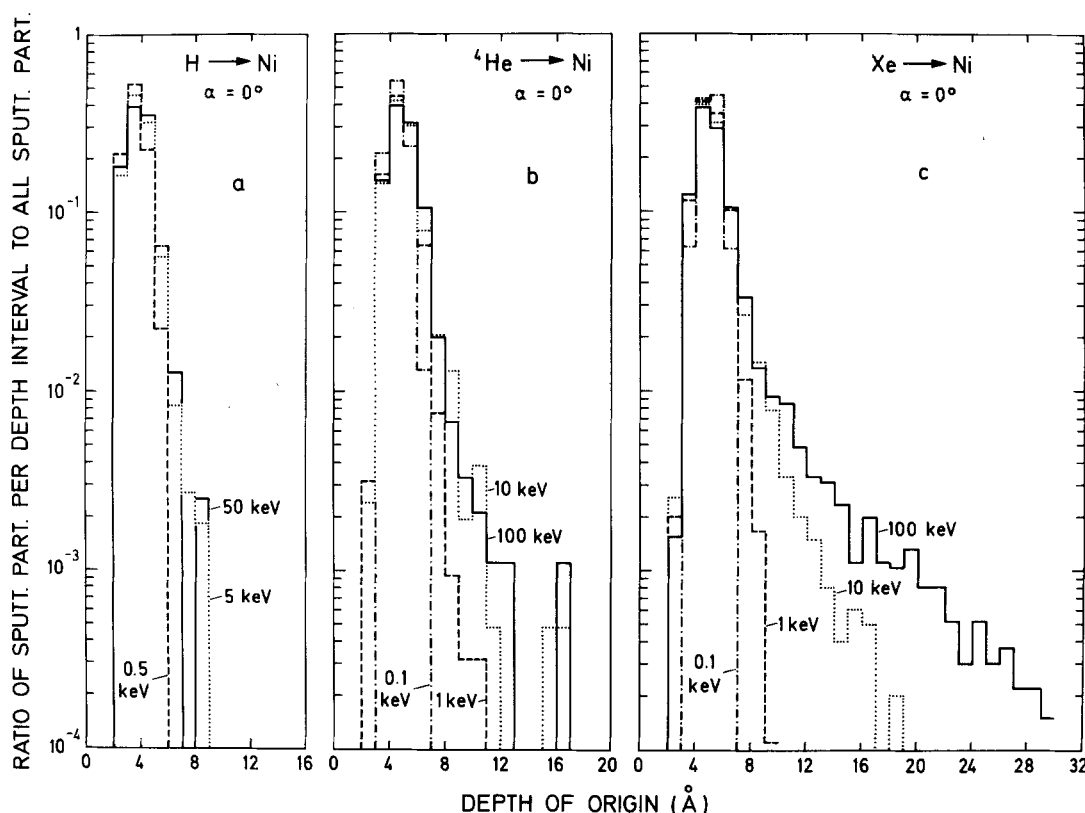 RATIO OF SPUTT. PART. PER DEPTH INTERVAL TO ALL SPUTT. PART.
1
10⁻¹
10⁻²
10⁻³
10⁻⁴
H → Ni
α = 0°
a
50 keV
5 keV
0.5 keV
0 4 8 12 16
⁴He → Ni
α = 0°
b
10 keV
100 keV
0.1 keV
1 keV
0 4 8 12 16 20
Xe → Ni
α = 0°
c
100 keV
10 keV
1 keV
0.1 keV
0 4 8 12 16 20 24 28 32
DEPTH OF ORIGIN (Å)